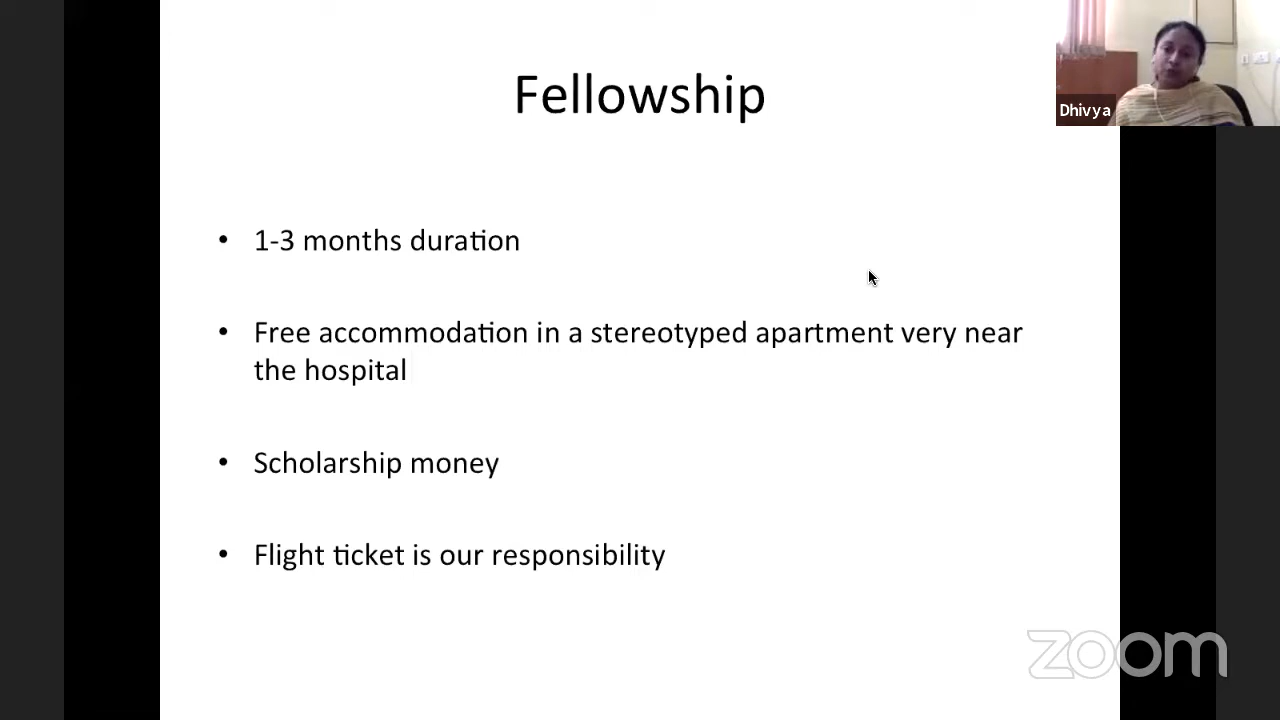 Fellowship
Dhivya
• 1-3 months duration
• Free accommodation in a stereotyped apartment very near
the hospital
• Scholarship money
• Flight ticket is our responsibility
zoom